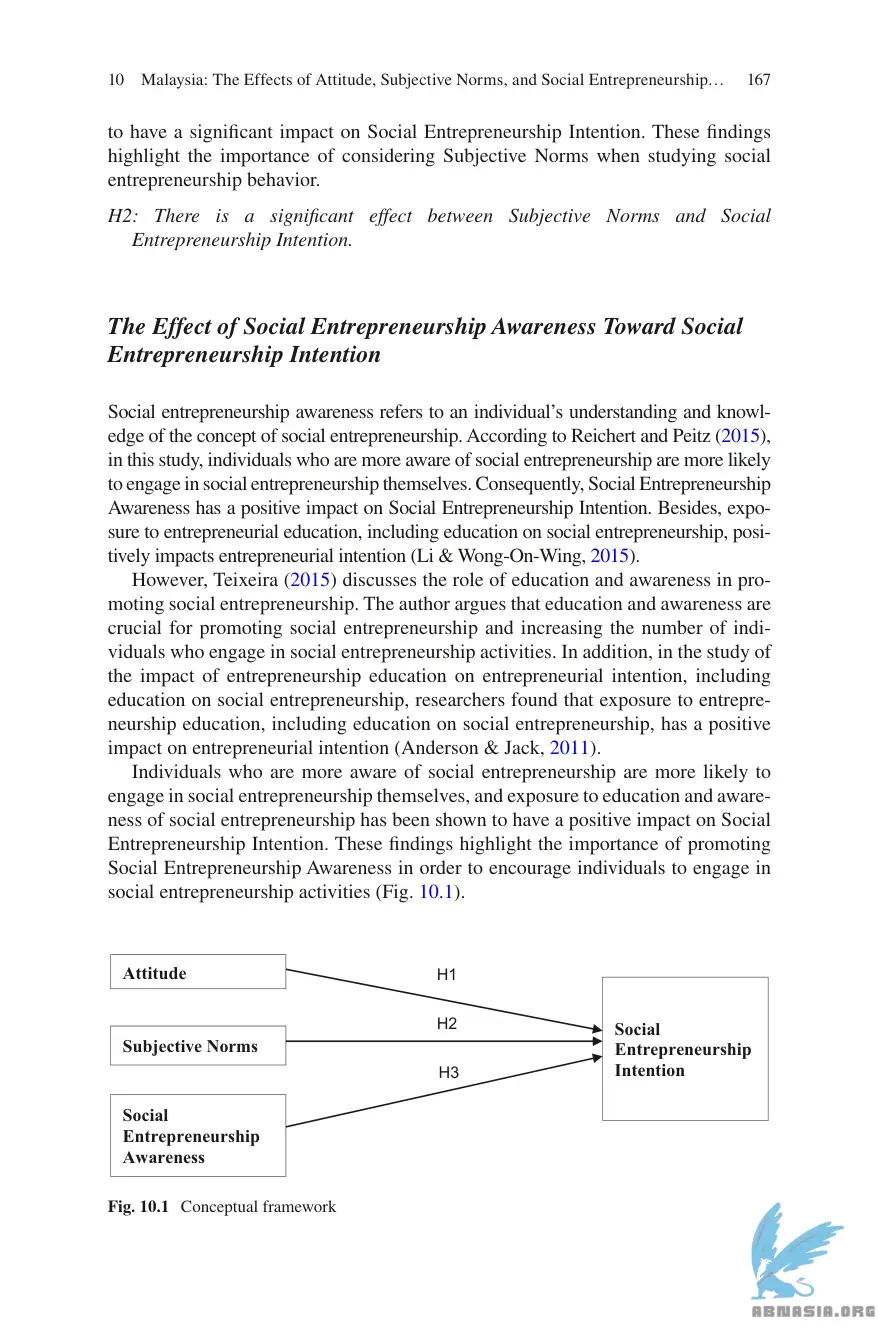 10 Malaysia: The Effects of Attitude, Subjective Norms, and Social Entrepreneurship… 167
to have a significant impact on Social Entrepreneurship Intention. These findings
highlight the importance of considering Subjective Norms when studying social
entrepreneurship behavior.
H2: There is a significant effect between Subjective Norms and Social
Entrepreneurship Intention.
The Effect of Social Entrepreneurship Awareness Toward Social
Entrepreneurship Intention
Social entrepreneurship awareness refers to an individual’s understanding and knowl-
edge of the concept of social entrepreneurship. According to Reichert and Peitz (2015),
in this study, individuals who are more aware of social entrepreneurship are more likely
to engage in social entrepreneurship themselves. Consequently, Social Entrepreneurship
Awareness has a positive impact on Social Entrepreneurship Intention. Besides, expo-
sure to entrepreneurial education, including education on social entrepreneurship, posi-
tively impacts entrepreneurial intention (Li & Wong-On-Wing, 2015).
However, Teixeira (2015) discusses the role of education and awareness in pro-
moting social entrepreneurship. The author argues that education and awareness are
crucial for promoting social entrepreneurship and increasing the number of indi-
viduals who engage in social entrepreneurship activities. In addition, in the study of
the impact of entrepreneurship education on entrepreneurial intention, including
education on social entrepreneurship, researchers found that exposure to entrepre-
neurship education, including education on social entrepreneurship, has a positive
impact on entrepreneurial intention (Anderson & Jack, 2011).
Individuals who are more aware of social entrepreneurship are more likely to
engage in social entrepreneurship themselves, and exposure to education and aware-
ness of social entrepreneurship has been shown to have a positive impact on Social
Entrepreneurship Intention. These findings highlight the importance of promoting
Social Entrepreneurship Awareness in order to encourage individuals to engage in
social entrepreneurship activities (Fig. 10.1).
Attitude
H1
H2
Subjective Norms
H3
Social
Entrepreneurship
Awareness
Social
Entrepreneurship
Intention
Fig. 10.1 Conceptual framework
ABNASIA.ORG